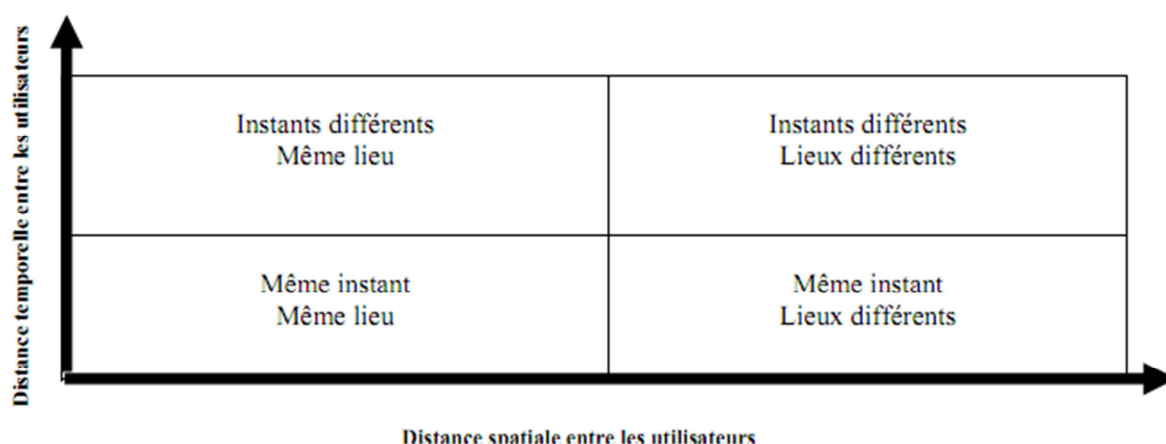 Distance temporelle entre les utilisateurs
Instants différents
Même lieu
Instants différents
Lieux différents
Même instant
Même lieu
Même instant
Lieux différents
Distance spatiale entre les utilisateurs